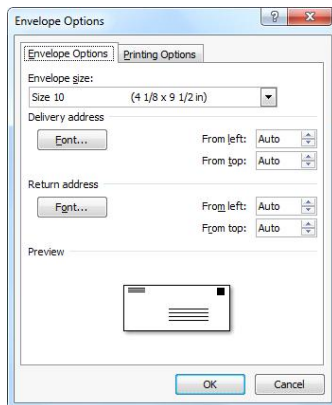 Envelope Options
Envelope Options Printing Options
Envelope size:
Size 10 (4 1/8 x 9 1/2 in)
Delivery address
Font... From left: Auto
From top: Auto
Return address
Font... From left: Auto
From top: Auto
Preview
OK Cancel